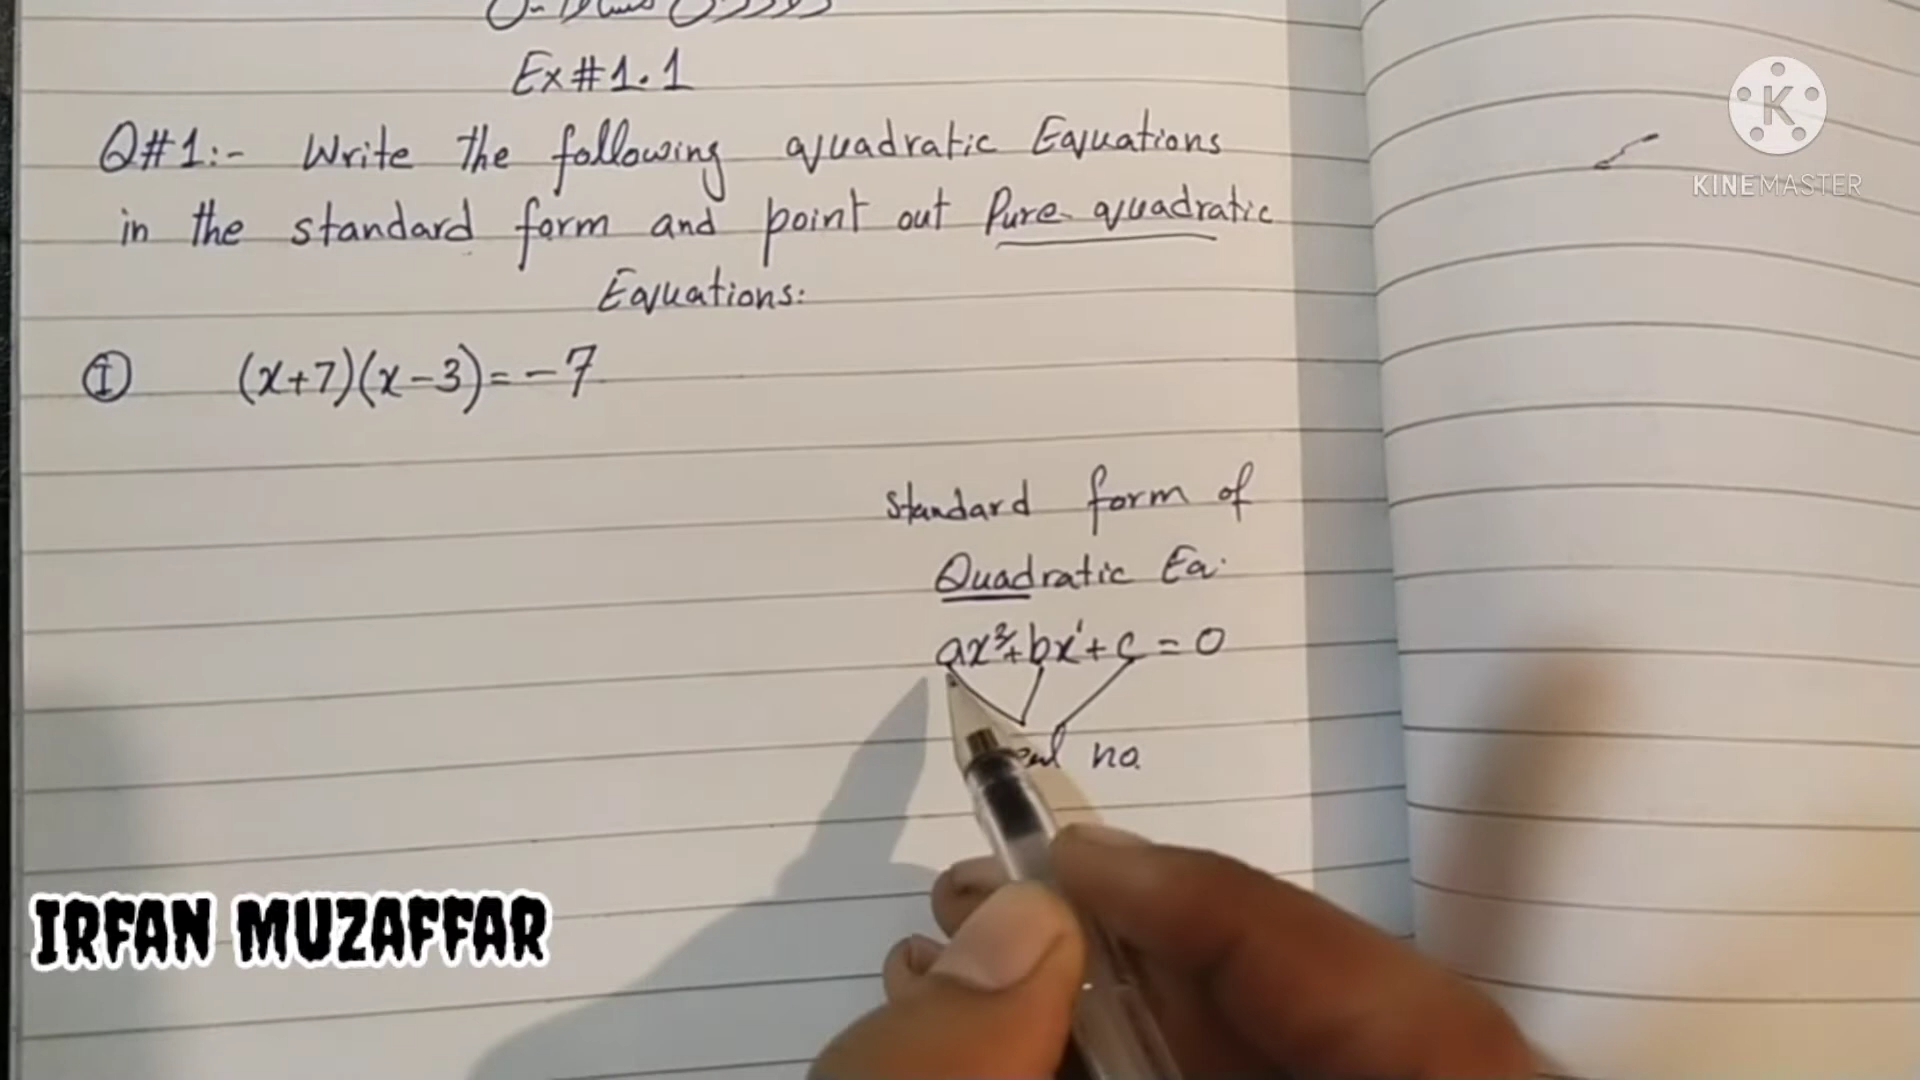 Ex#1.1
Q#1:- Write the following quadratic Equations
in the standard form and point out Pure quadratic
Equations:
I (x+7)(x-3)=-7
Standard form of
Quadratic Eq.
ax²+bx¹+c=0
no.
KINEMASTER
IRFAN MUZAFFAR